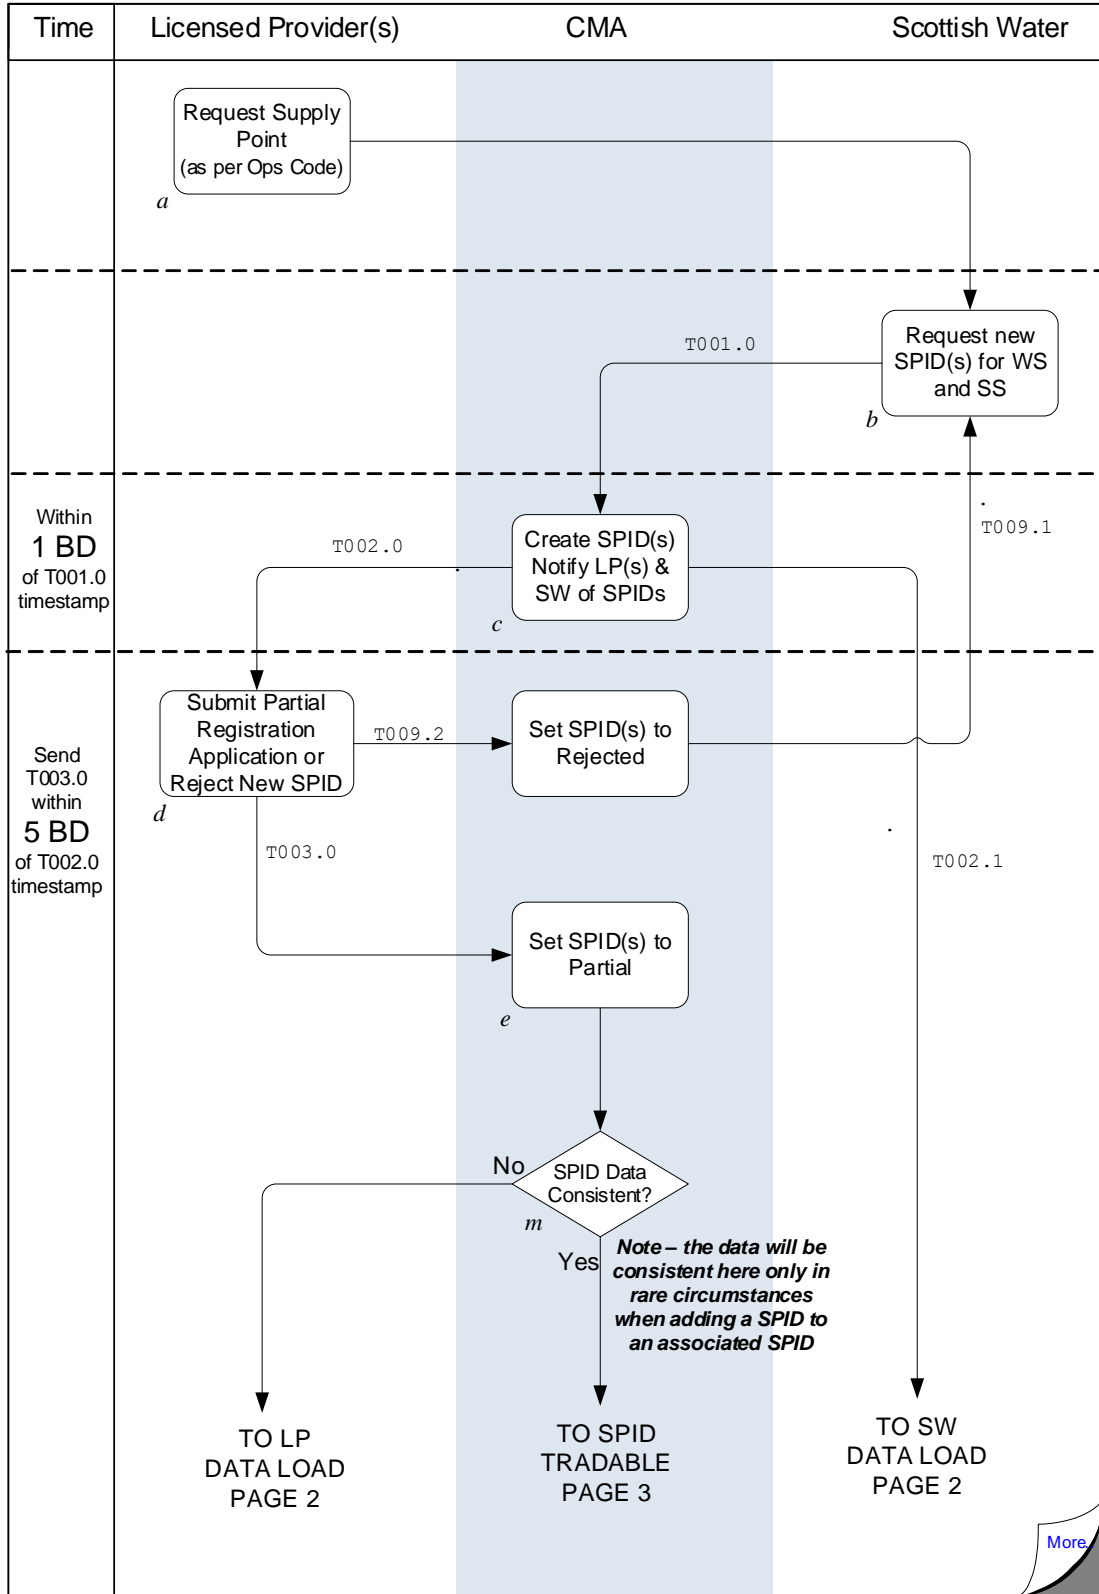 Time
Licensed Provider(s)
CMA
Scottish Water
Request Supply
Point
(as per Ops Code)
a
Request new
SPID(s) for WS
and SS
b
T001.0
Within
1 BD
of T001.0
timestamp
T002.0
Create SPID(s)
Notify LP(s) &
SW of SPIDs
c
T009.1
Send
T003.0
within
5 BD
of T002.0
timestamp
Submit Partial
Registration
Application or
Reject New SPID
d
T009.2
Set SPID(s) to
Rejected
T003.0
T002.1
Set SPID(s) to
Partial
e
No
SPID Data
Consistent?
m
Yes
Note – the data will be
consistent here only in
rare circumstances
when adding a SPID to
an associated SPID
TO LP
DATA LOAD
PAGE 2
TO SPID
TRADABLE
PAGE 3
TO SW
DATA LOAD
PAGE 2
More..